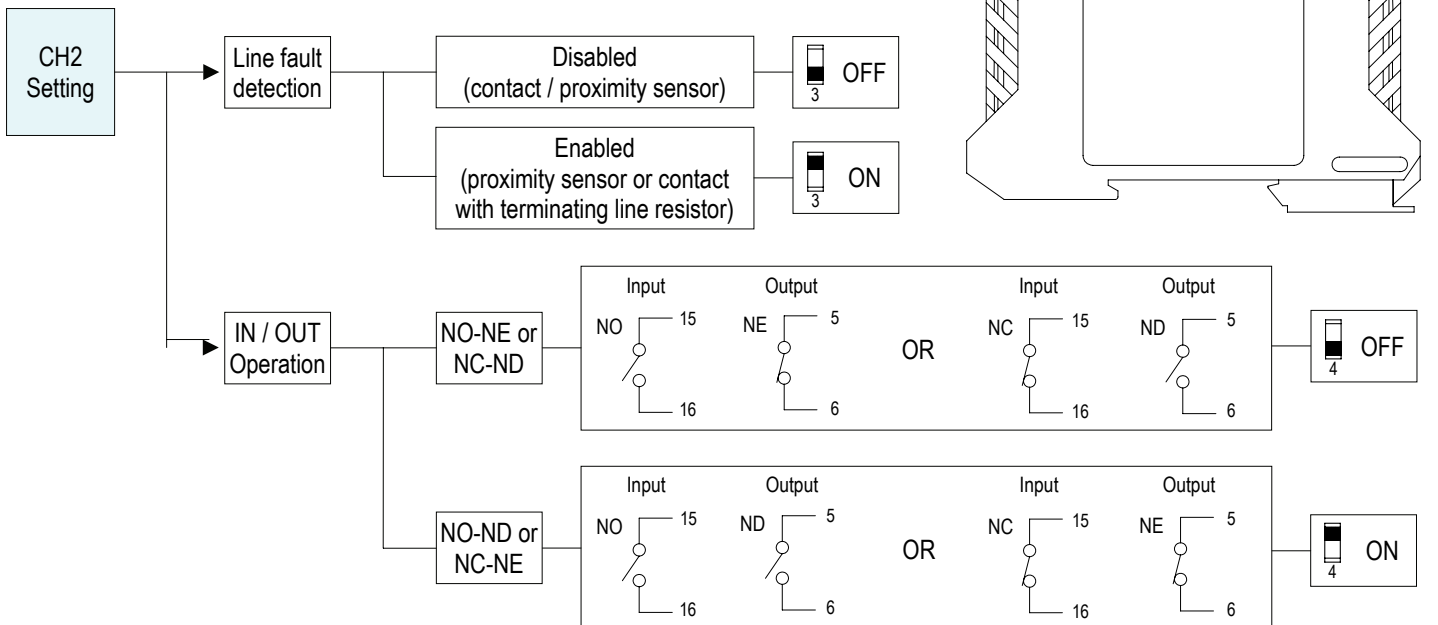 CH2
Setting
Line fault
detection
Disabled
(contact / proximity sensor)
3
OFF
Enabled
(proximity sensor or contact
with terminating line resistor)
3
ON
IN / OUT
Operation
NO-NE or
NC-ND
Input
Output
Input
Output
NO
15
NE
5
OR
NC
15
ND
5
16
6
16
6
4
OFF
NO-ND or
NC-NE
Input
Output
Input
Output
NO
15
ND
5
OR
NC
15
NE
5
16
6
16
6
4
ON